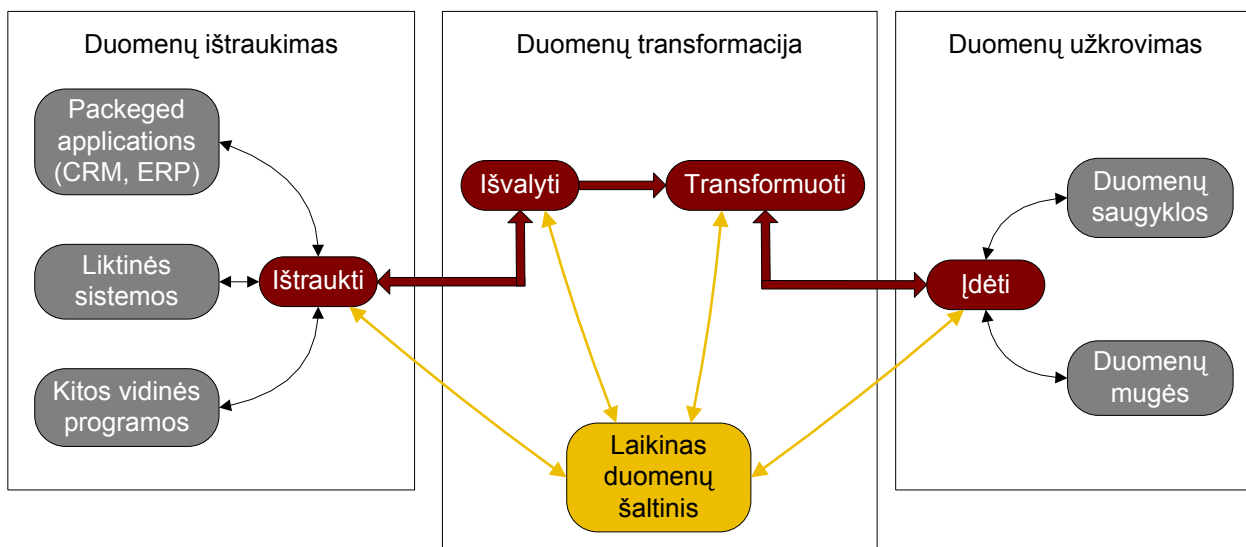 Duomenų ištraukimas
Packeged
applications
(CRM, ERP)
Liktinės
sistemos
Ištraukti
Kitos vidinės
programos
Duomenų transformacija
Išvalyti
Transformuoti
Laikinas
duomenų
šaltinis
Duomenų užkrovimas
Duomenų
saugyklos
Įdėti
Duomenų
mugės